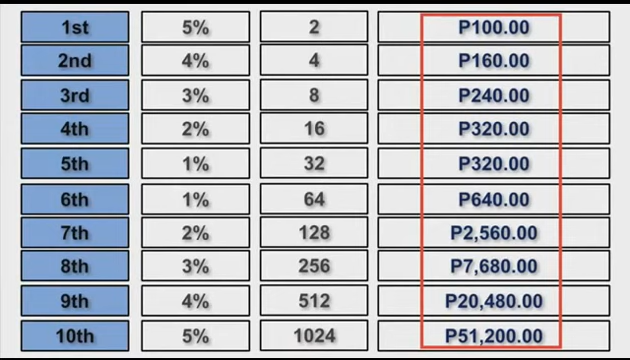 1st 5% 2 P100.00
2nd 4% 4 P160.00
3rd 3% 8 P240.00
4th 2% 16 P320.00
5th 1% 32 P320.00
6th 1% 64 P640.00
7th 2% 128 P2,560.00
8th 3% 256 P7,680.00
9th 4% 512 P20,480.00
10th 5% 1024 P51,200.00